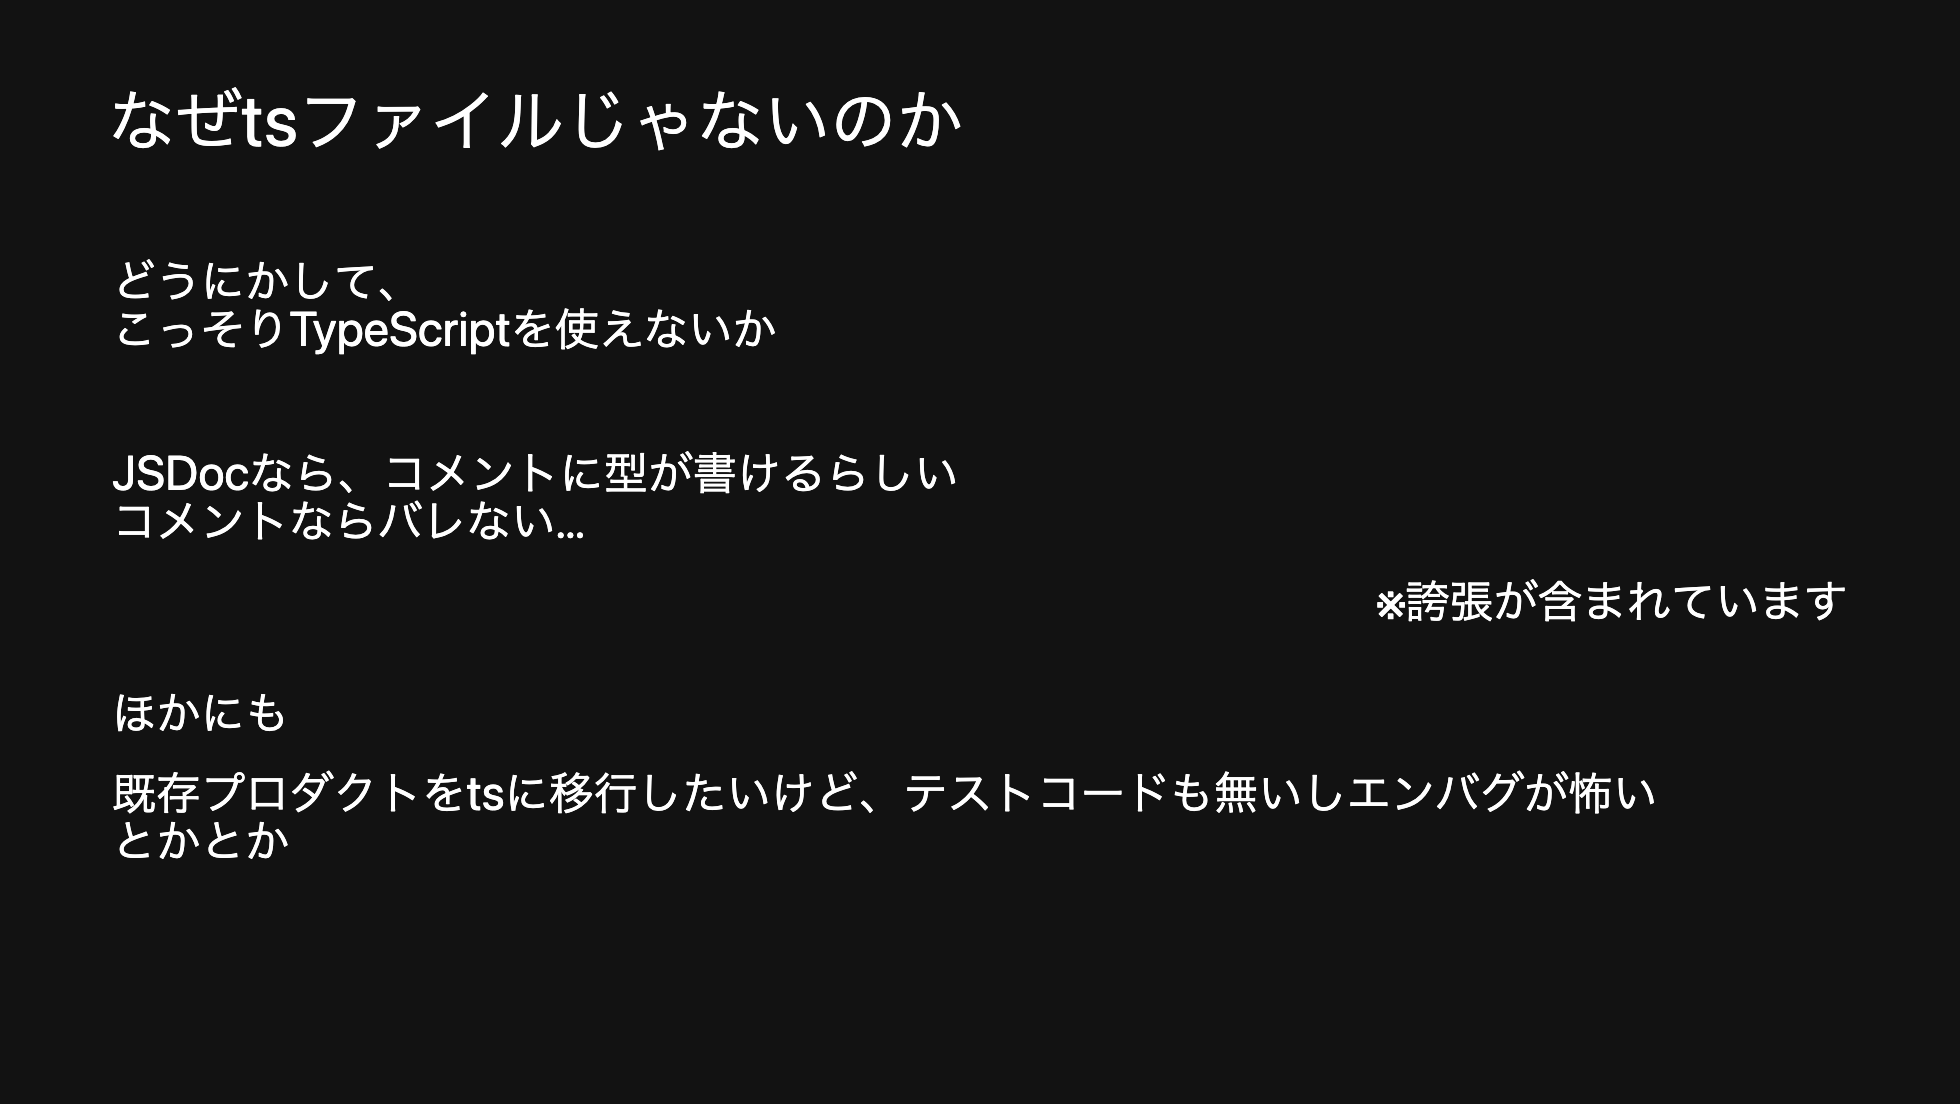 なぜtsファイルじゃないのか
どうにかして、
こっそりTypeScriptを使えないか
JSDocなら、コメントに型が書けるらしい
コメントならバレない...
※誇張が含まれています
ほかにも
既存プロダクトをtsに移行したいけど、テストコードも無いしエンバグが怖い
とかとか